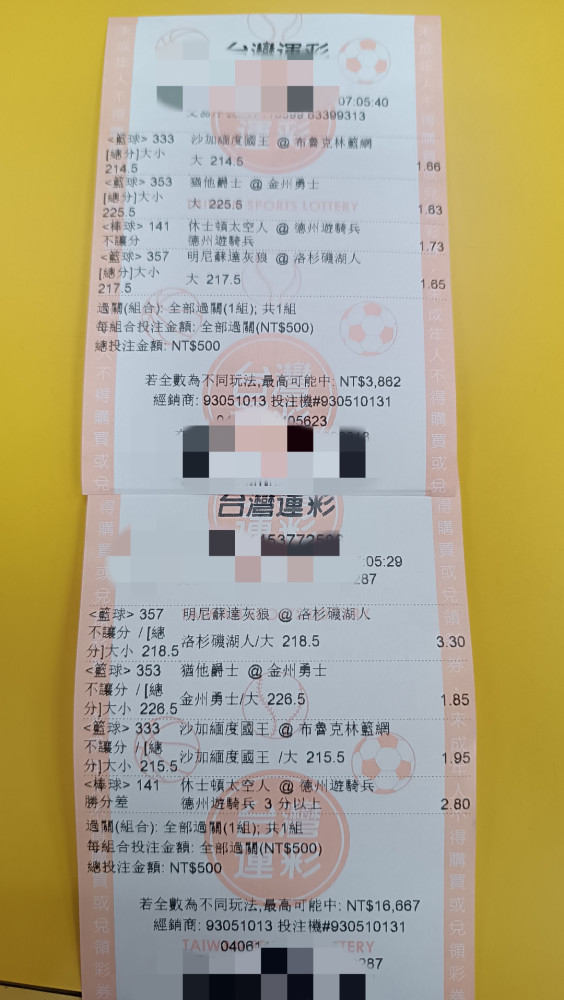 台灣運彩
07:05:40
63399313
<籃球> 333 沙加緬度國王 @ 布魯克林籃網
[總分]大小 大 214.5
214.5 1.66
<籃球> 353 猶他爵士 @ 金州勇士
[總分]大小 大 225.5
225.5 1.63
SPORTS LOTTERY
<棒球> 141 休士頓太空人 @ 德州遊騎兵
不讓分 德州遊騎兵 1.73
<籃球> 357 明尼蘇達灰狼 @ 洛杉磯湖人
[總分]大小 大 217.5
217.5 1.65
過關(組合): 全部過關(1組); 共1組
每組合投注金額: 全部過關(NT$500)
總投注金額: NT$500
若全數為不同玩法,最高可能中: NT$3,862
經銷商: 93051013 投注機#930510131
05623
台灣運彩
:05:29
287
<籃球> 357 明尼蘇達灰狼 @ 洛杉磯湖人
不讓分 / [總
分]大小 218.5 洛杉磯湖人/大 218.5 3.30
<籃球> 353 猶他爵士 @ 金州勇士
不讓分 / [總
分]大小 226.5 金州勇士/大 226.5 1.85
<籃球> 333 沙加緬度國王 @ 布魯克林籃網
不讓分 / [總
分]大小 215.5 沙加緬度國王 /大 215.5 1.95
<棒球> 141 休士頓太空人 @ 德州遊騎兵
勝分差 德州遊騎兵 3 分以上 2.80
過關(組合): 全部過關(1組); 共1組
每組合投注金額: 全部過關(NT$500)
總投注金額: NT$500
台灣
運彩
若全數為不同玩法,最高可能中: NT$16,667
經銷商: 93051013 投注機#930510131
TAIW
TERY
0406
287